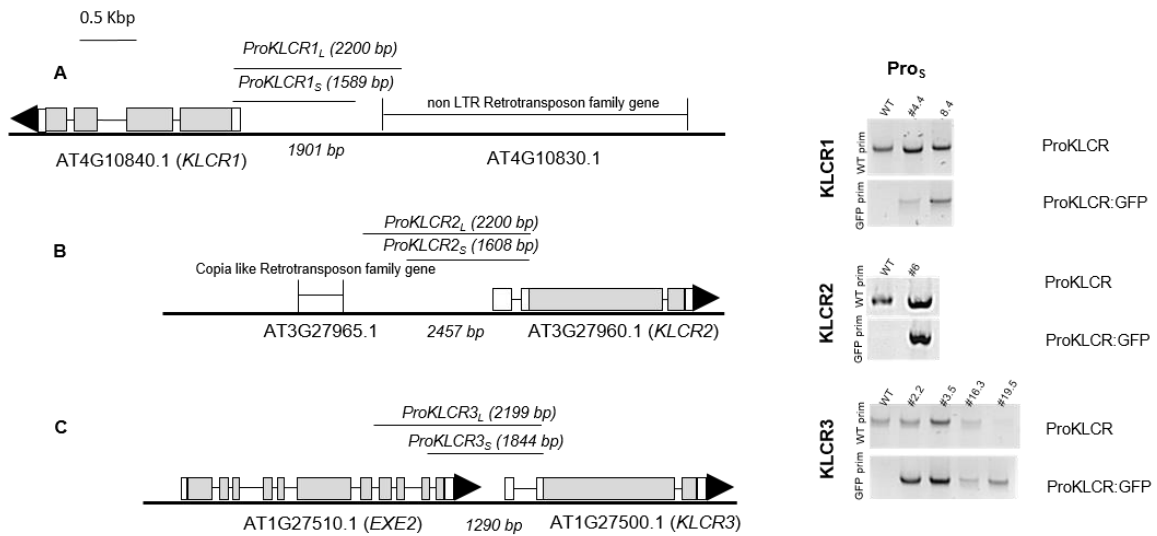 0.5 Kbp
A
ProKLCR1L (2200 bp)
ProKLCR1S (1589 bp)
non LTR Retrotransposon family gene
AT4G10840.1 (KLCR1)
1901 bp
AT4G10830.1
B
ProKLCR2L (2200 bp)
ProKLCR2S (1608 bp)
Copia like Retrotransposon family gene
AT3G27965.1
2457 bp
AT3G27960.1 (KLCR2)
C
ProKLCR3L (2199 bp)
ProKLCR3S (1844 bp)
AT1G27510.1 (EXE2)
1290 bp
AT1G27500.1 (KLCR3)
ProS
WT #4.4 8.4
KLCR1
WT prim
ProKLCR
GFP prim
ProKLCR:GFP
WT #6
KLCR2
WT prim
ProKLCR
GFP prim
ProKLCR:GFP
WT #2.2 #3.5 #16.3 #19.5
KLCR3
WT prim
ProKLCR
GFP prim
ProKLCR:GFP